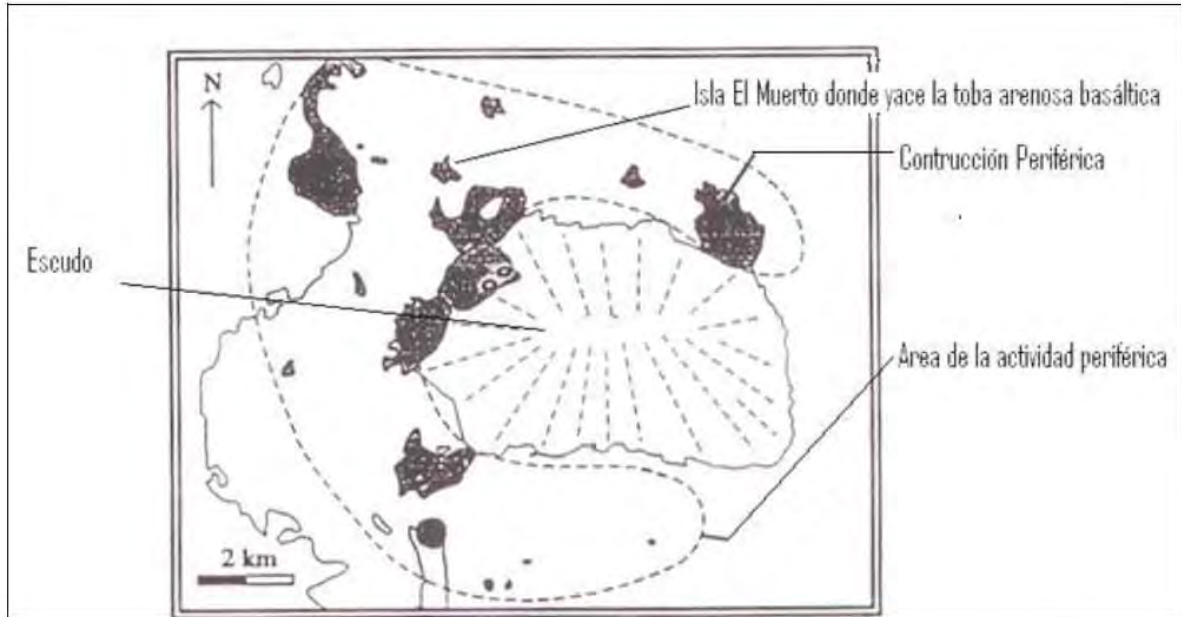 N
Isla El Muerto donde yace la toba arenosa basáltica
Contrucción Periférica
Escudo
Area de la actividad periférica
2 km